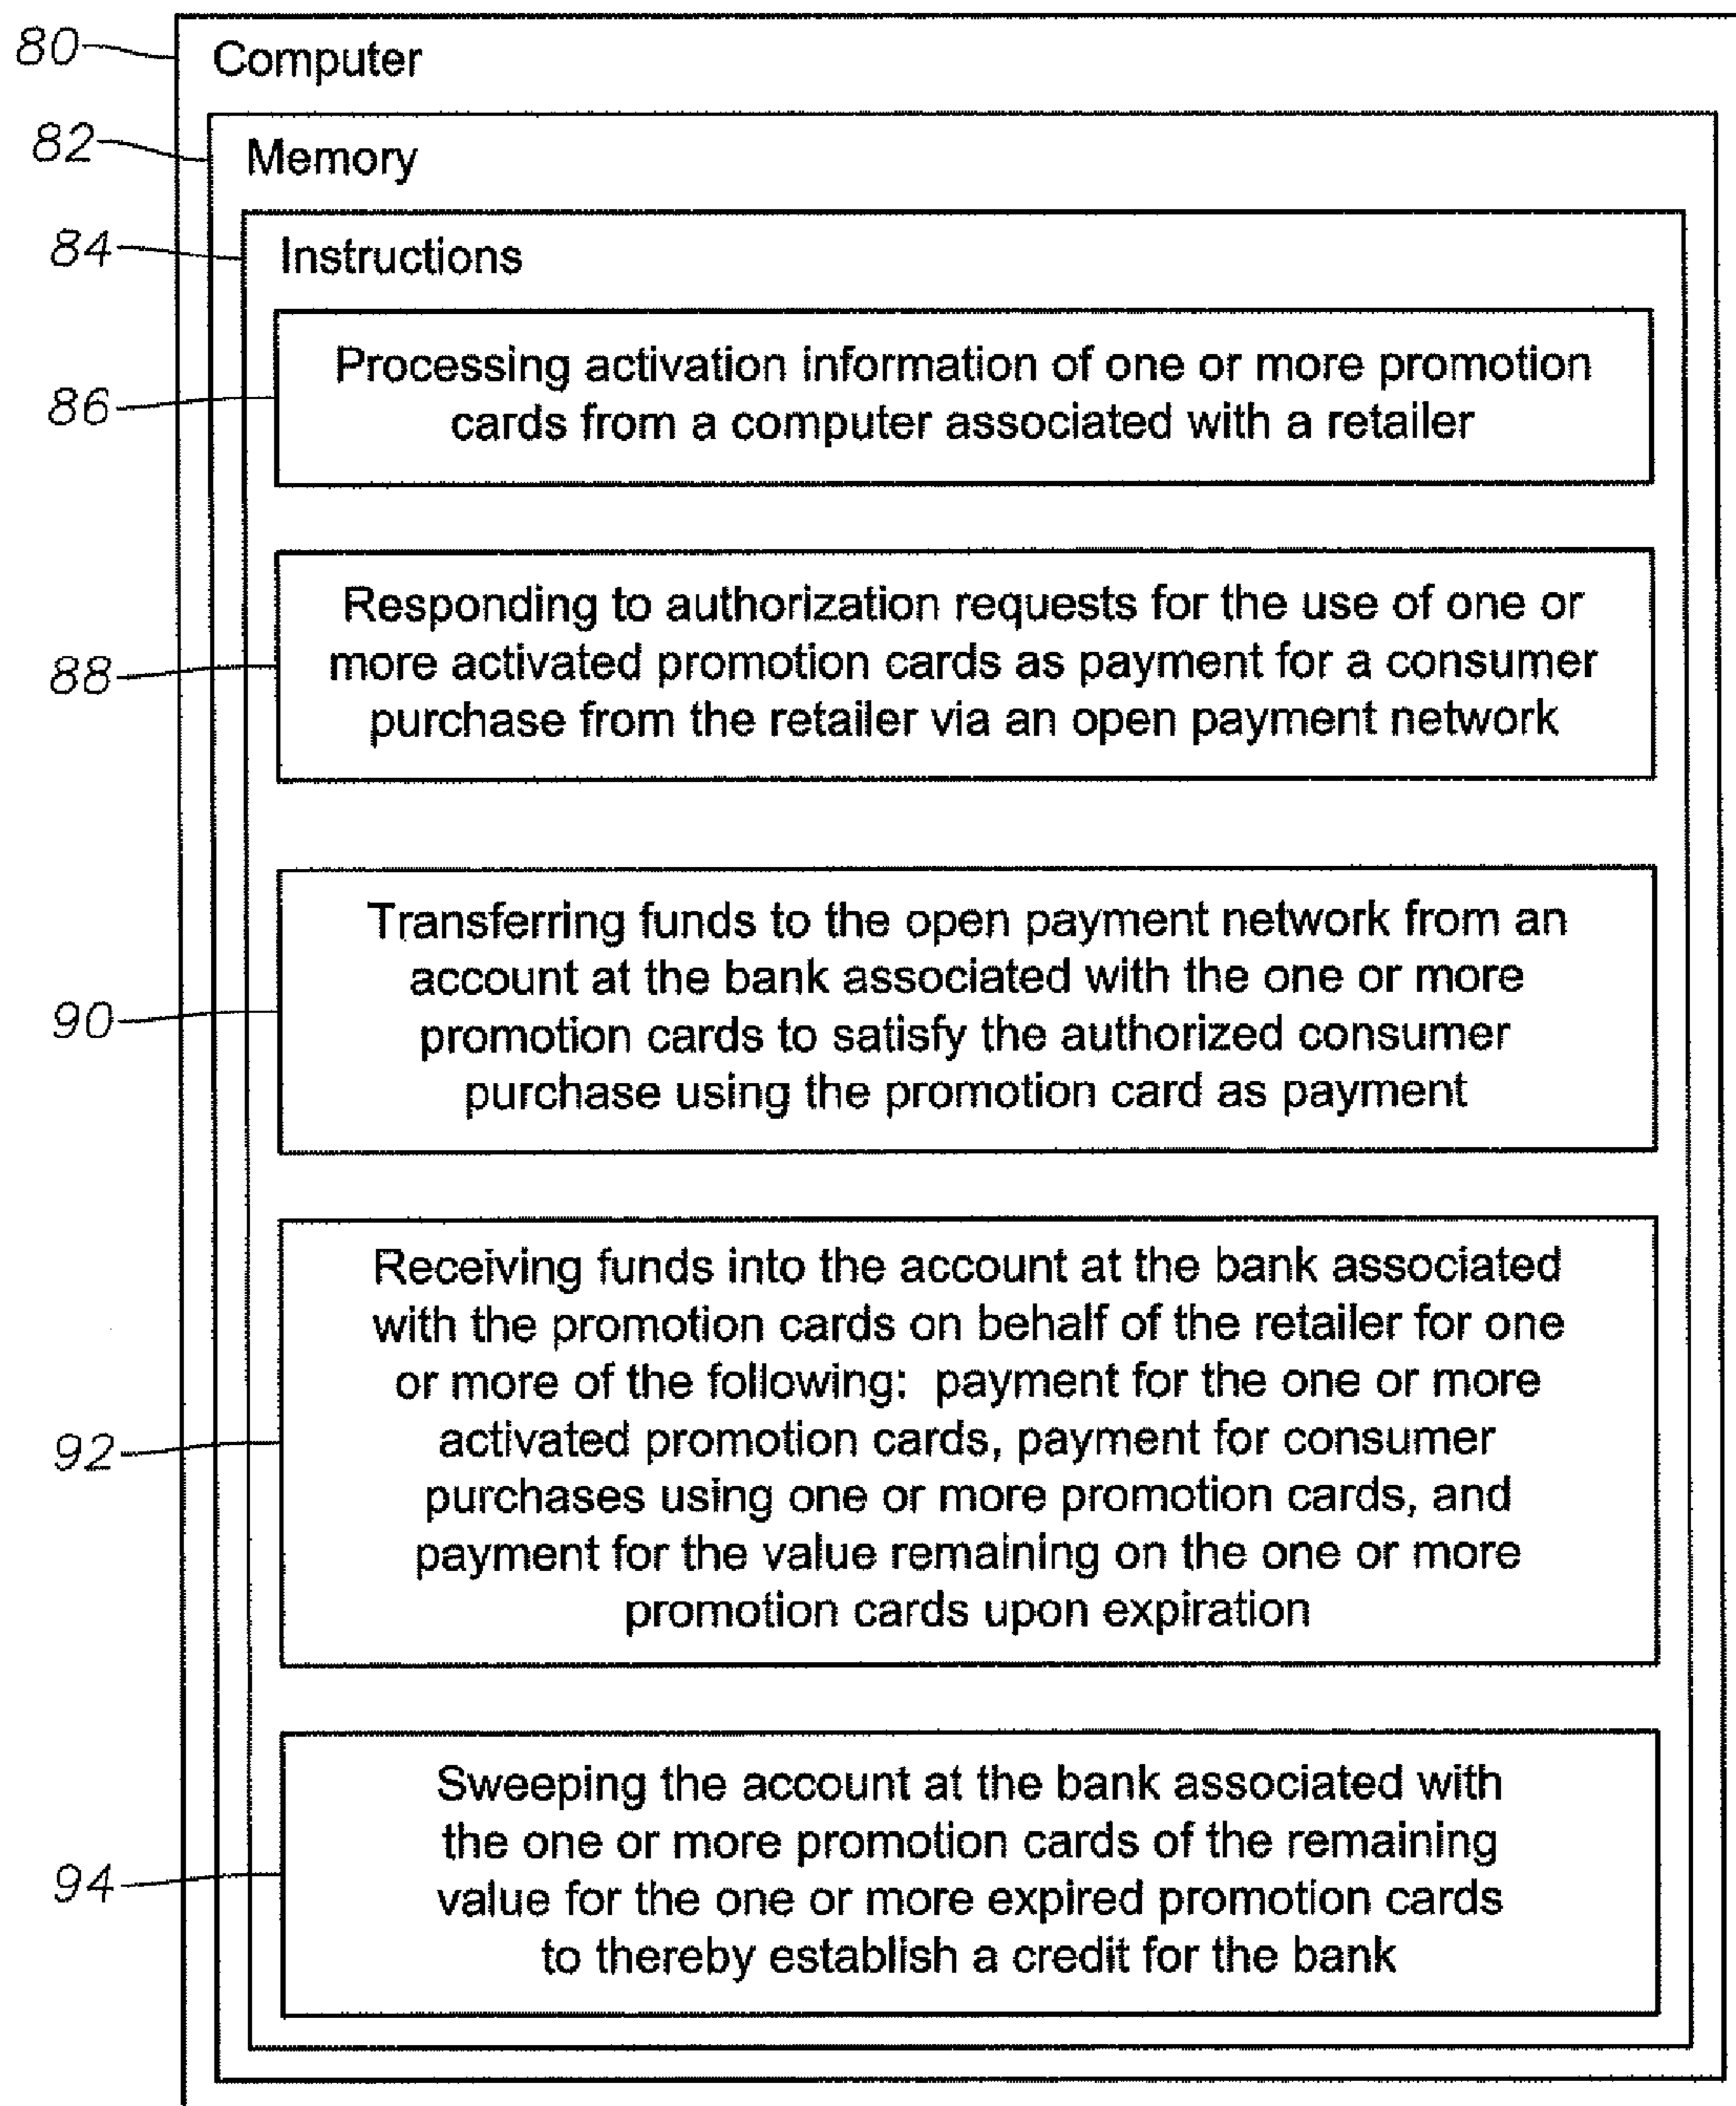 80
Computer
82
Memory
84
Instructions
86
Processing activation information of one or more promotion
cards from a computer associated with a retailer
88
Responding to authorization requests for the use of one or
more activated promotion cards as payment for a consumer
purchase from the retailer via an open payment network
90
Transferring funds to the open payment network from an
account at the bank associated with the one or more
promotion cards to satisfy the authorized consumer
purchase using the promotion card as payment
92
Receiving funds into the account at the bank associated
with the promotion cards on behalf of the retailer for one
or more of the following: payment for the one or more
activated promotion cards, payment for consumer
purchases using one or more promotion cards, and
payment for the value remaining on the one or more
promotion cards upon expiration
94
Sweeping the account at the bank associated with
the one or more promotion cards of the remaining
value for the one or more expired promotion cards
to thereby establish a credit for the bank